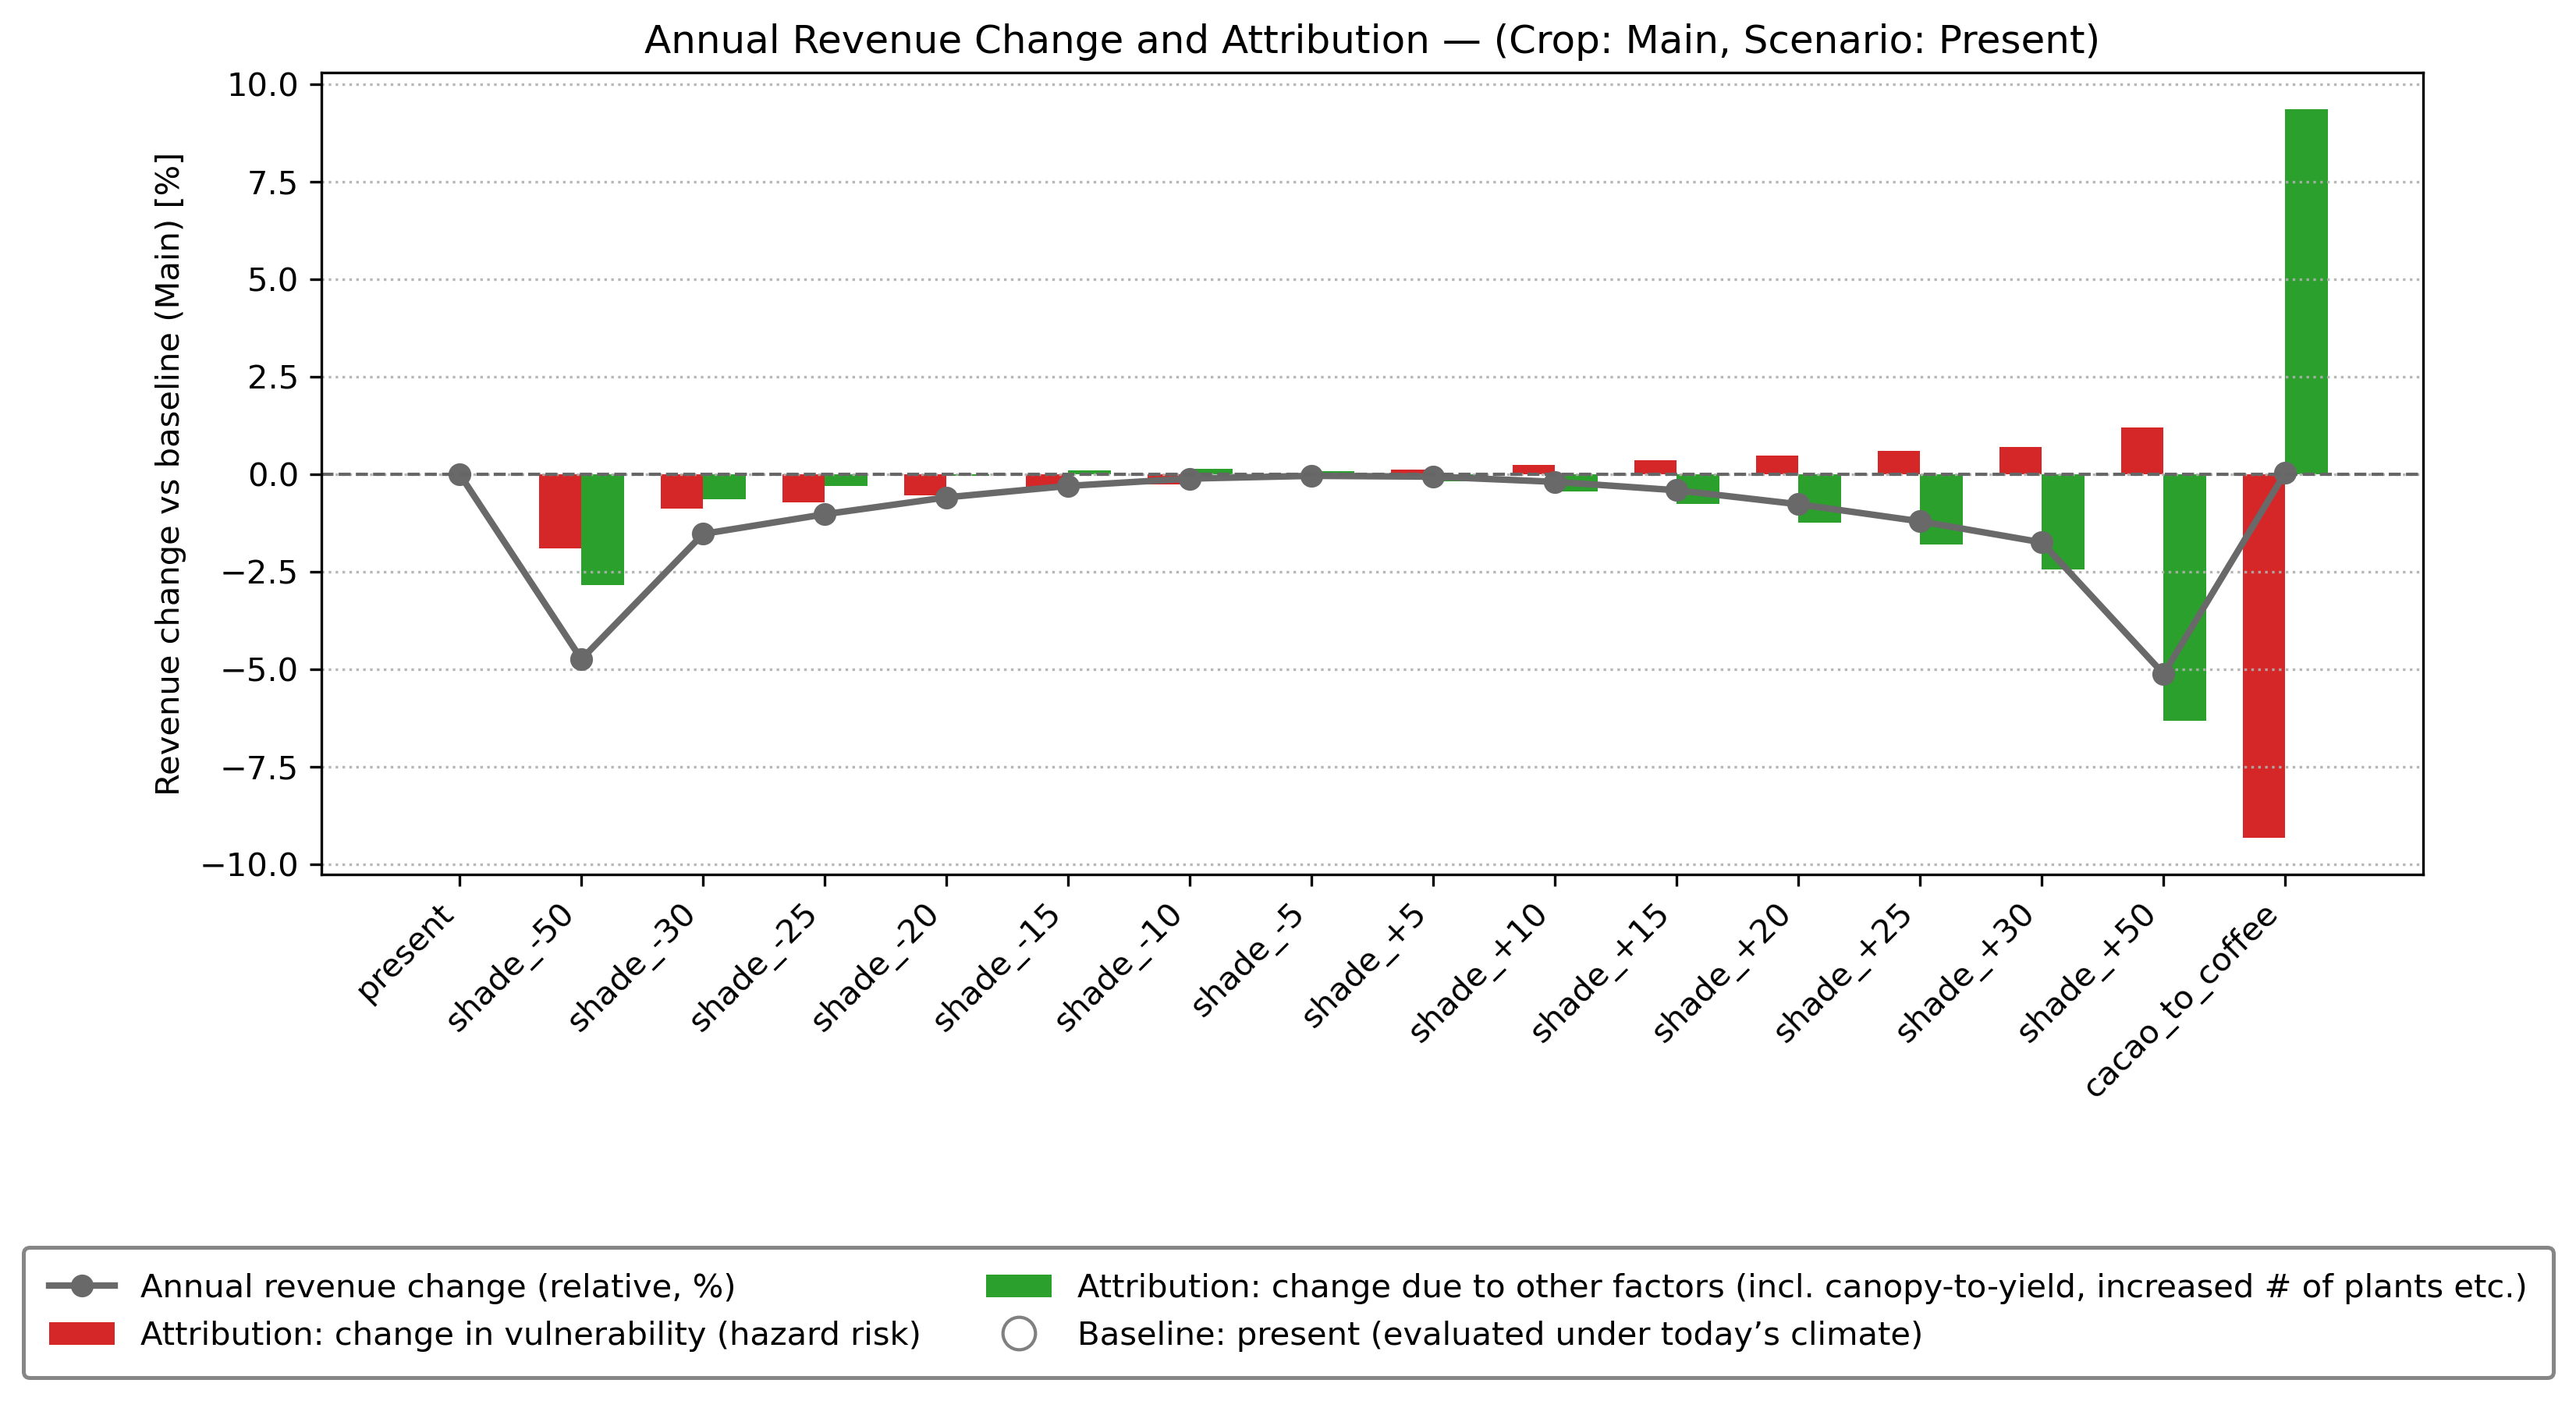 Annual Revenue Change and Attribution — (Crop: Main, Scenario: Present)
Revenue change vs baseline (Main) [%]
10.0
7.5
5.0
2.5
0.0
−2.5
−5.0
−7.5
−10.0
present
shade_-50
shade_-30
shade_-25
shade_-20
shade_-15
shade_-10
shade_-5
shade_+5
shade_+10
shade_+15
shade_+20
shade_+25
shade_+30
shade_+50
cacao_to_coffee
Annual revenue change (relative, %)
Attribution: change in vulnerability (hazard risk)
Attribution: change due to other factors (incl. canopy-to-yield, increased # of plants etc.)
Baseline: present (evaluated under today’s climate)